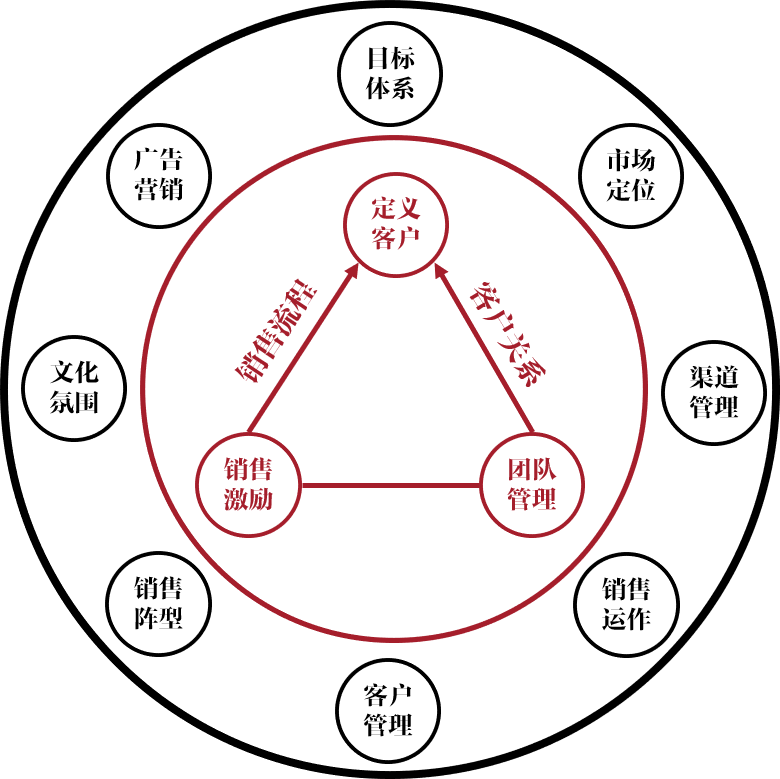 目标
体系
广告
营销
市场
定位
定义
客户
销售流程
客户关系
文化
氛围
渠道
管理
销售
激励
团队
管理
销售
阵型
销售
运作
客户
管理